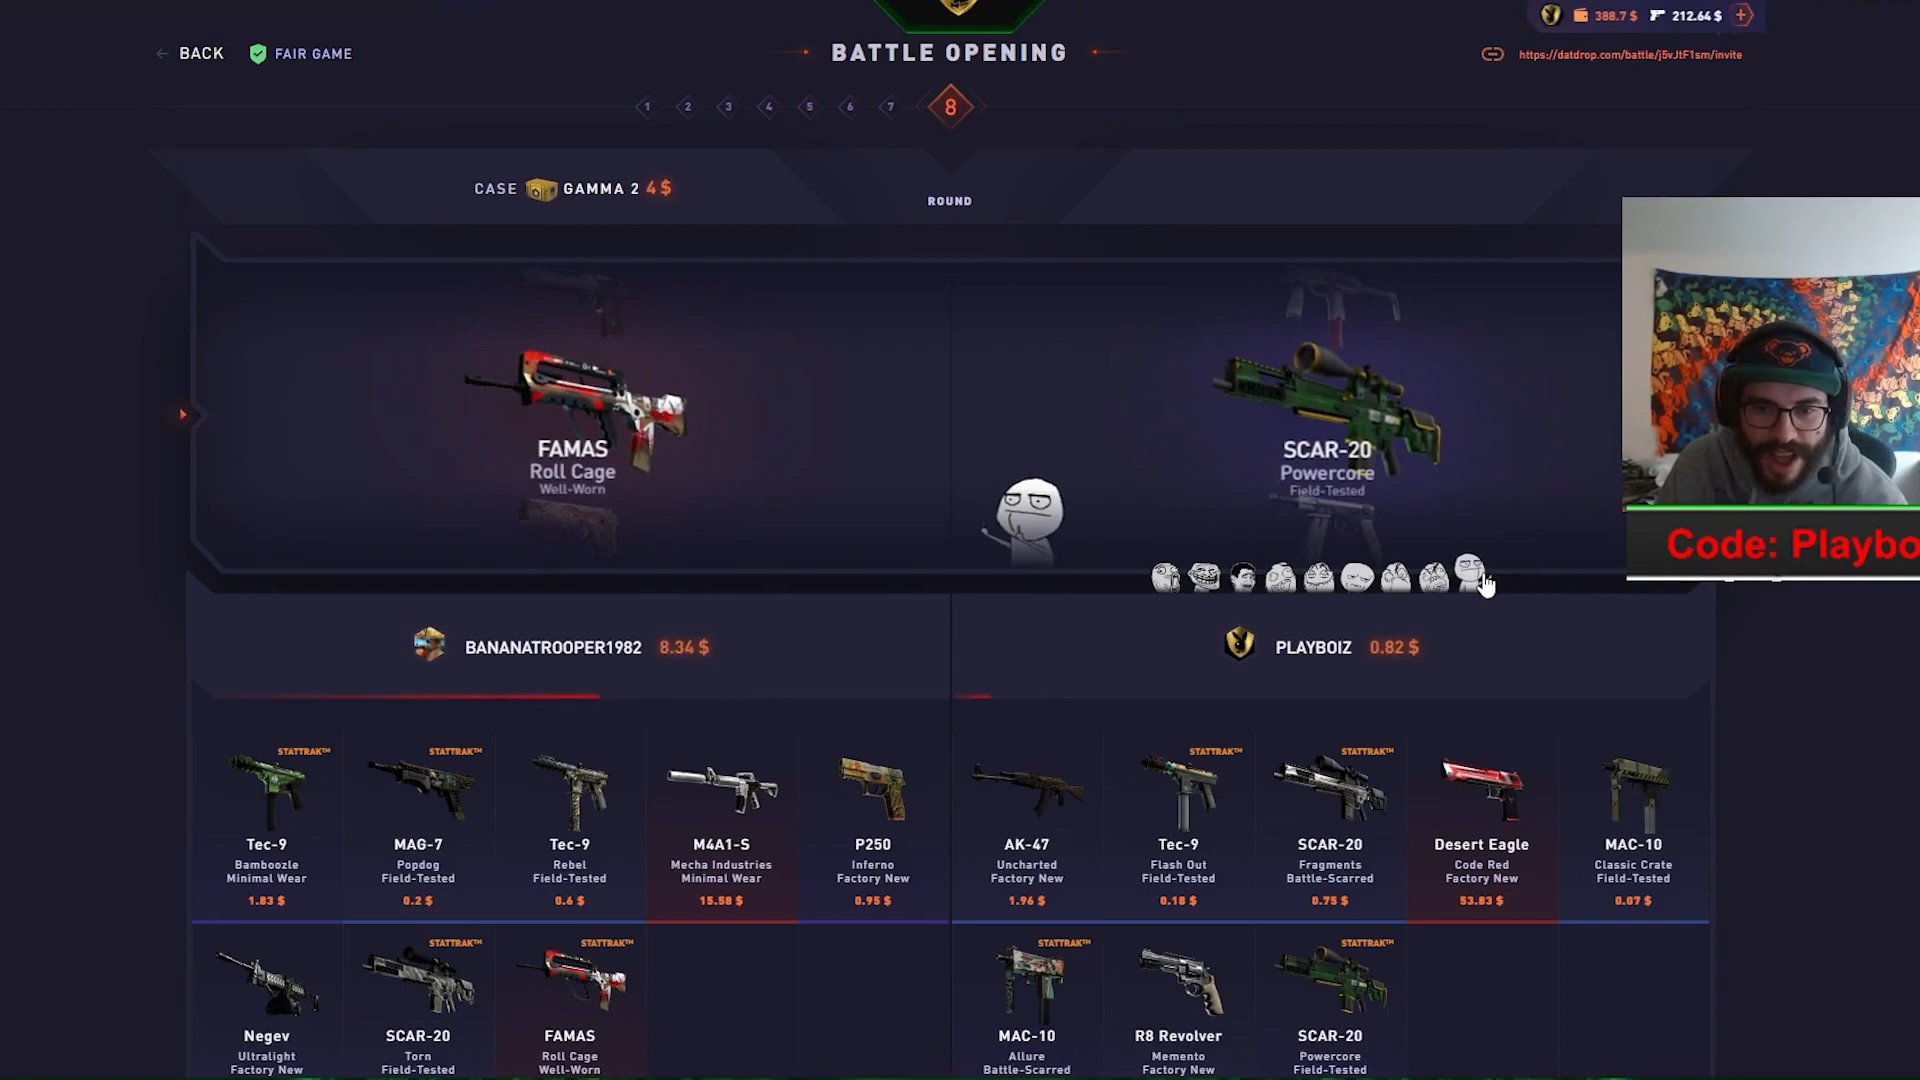 388.7 $ 212.64 $
BACK
FAIR GAME
BATTLE OPENING
https://datdrop.com/battle/j5vJtF1sm/invite
1 2 3 4 5 6 7 8
CASE GAMMA 2 4 $
ROUND
FAMAS
Roll Cage
Well-Worn
SCAR-20
Powercore
Field-Tested
Code: Playbo
BANANATROOPER1982 8.34 $
PLAYBOIZ 0.82 $
STATTRAK™
Tec-9
Bamboozle
Minimal Wear
1.83 $
STATTRAK™
MAG-7
Popdog
Field-Tested
0.2 $
Tec-9
Rebel
Field-Tested
0.6 $
M4A1-S
Mecha Industries
Minimal Wear
15.58 $
P250
Inferno
Factory New
0.95 $
AK-47
Uncharted
Factory New
1.96 $
STATTRAK™
Tec-9
Flash Out
Field-Tested
0.18 $
STATTRAK™
SCAR-20
Fragments
Battle-Scarred
0.75 $
Desert Eagle
Code Red
Factory New
53.83 $
MAC-10
Classic Crate
Field-Tested
0.07 $
Negev
Ultralight
Factory New
STATTRAK™
SCAR-20
Torn
Field-Tested
STATTRAK™
FAMAS
Roll Cage
Well-Worn
STATTRAK™
MAC-10
Allure
Battle-Scarred
R8 Revolver
Memento
Factory New
STATTRAK™
SCAR-20
Powercore
Field-Tested